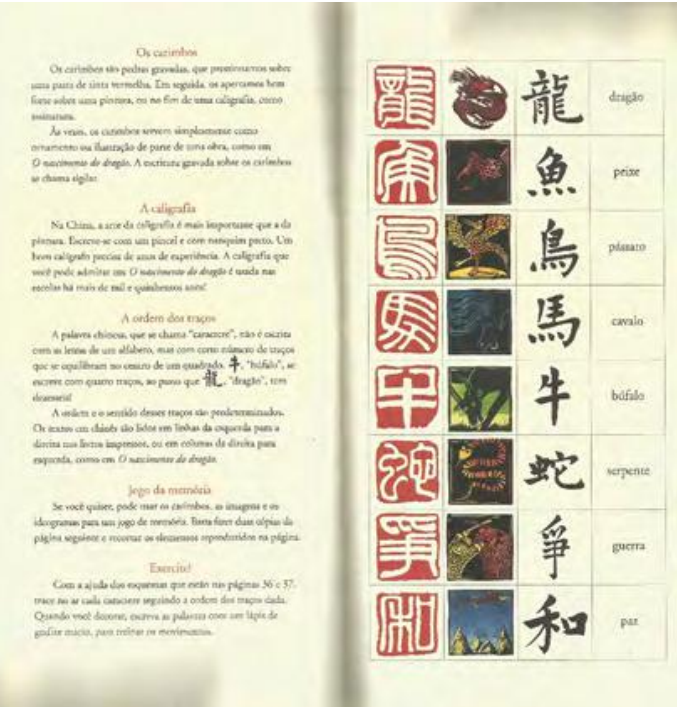 Os carimbos
Os carimbos são pedras gravadas, que pressionamos sobre
uma pasta de tinta vermelha. Em seguida, os apertamos bem
forte sobre uma pintura, ou no fim de uma caligrafia, como
assinatura.
Às vezes, os carimbos servem simplesmente como
ornamento ou ilustração de parte de uma obra, como em
O nascimento do dragão. A escritura gravada sobre os carimbos
se chama sigilar.
A caligrafia
Na China, a arte da caligrafia é mais importante que a da
pintura. Escreve-se com um pincel e com nanquim preto. Um
bom calígrafo precisa de anos de experiência. A caligrafia que
você pode admirar em O nascimento do dragão é usada nas
escolas há mais de mil e quinhentos anos!
A ordem dos traços
A palavra chinesa, que se chama "caractere", não é escrita
com as letras de um alfabeto, mas com certo número de traços
que se equilibram no centro de um quadrado. 牛, "búfalo", se
escreve com quatro traços, ao passo que 龍, "dragão", tem
dezesseis!
A ordem e o sentido desses traços são predeterminados.
Os textos em chinês são lidos em linhas da esquerda para a
direita nos livros impressos, ou em colunas da direita para
esquerda, como em O nascimento do dragão.
Jogo da memória
Se você quiser, pode usar os carimbos, as imagens e os
ideogramas para um jogo de memória. Basta fazer duas cópias da
página seguinte e recortar os elementos reproduzidos na página.
Exercite!
Com a ajuda dos esquemas que estão nas páginas 36 e 37,
trace no ar cada caractere seguindo a ordem dos traços dada.
Quando você decorar, escreva as palavras com um lápis de
grafite macio, para treinar os movimentos.
龍 龍 dragão
魚 魚 peixe
鳥 鳥 pássaro
馬 馬 cavalo
牛 牛 búfalo
蛇 蛇 serpente
爭 爭 guerra
和 和 paz